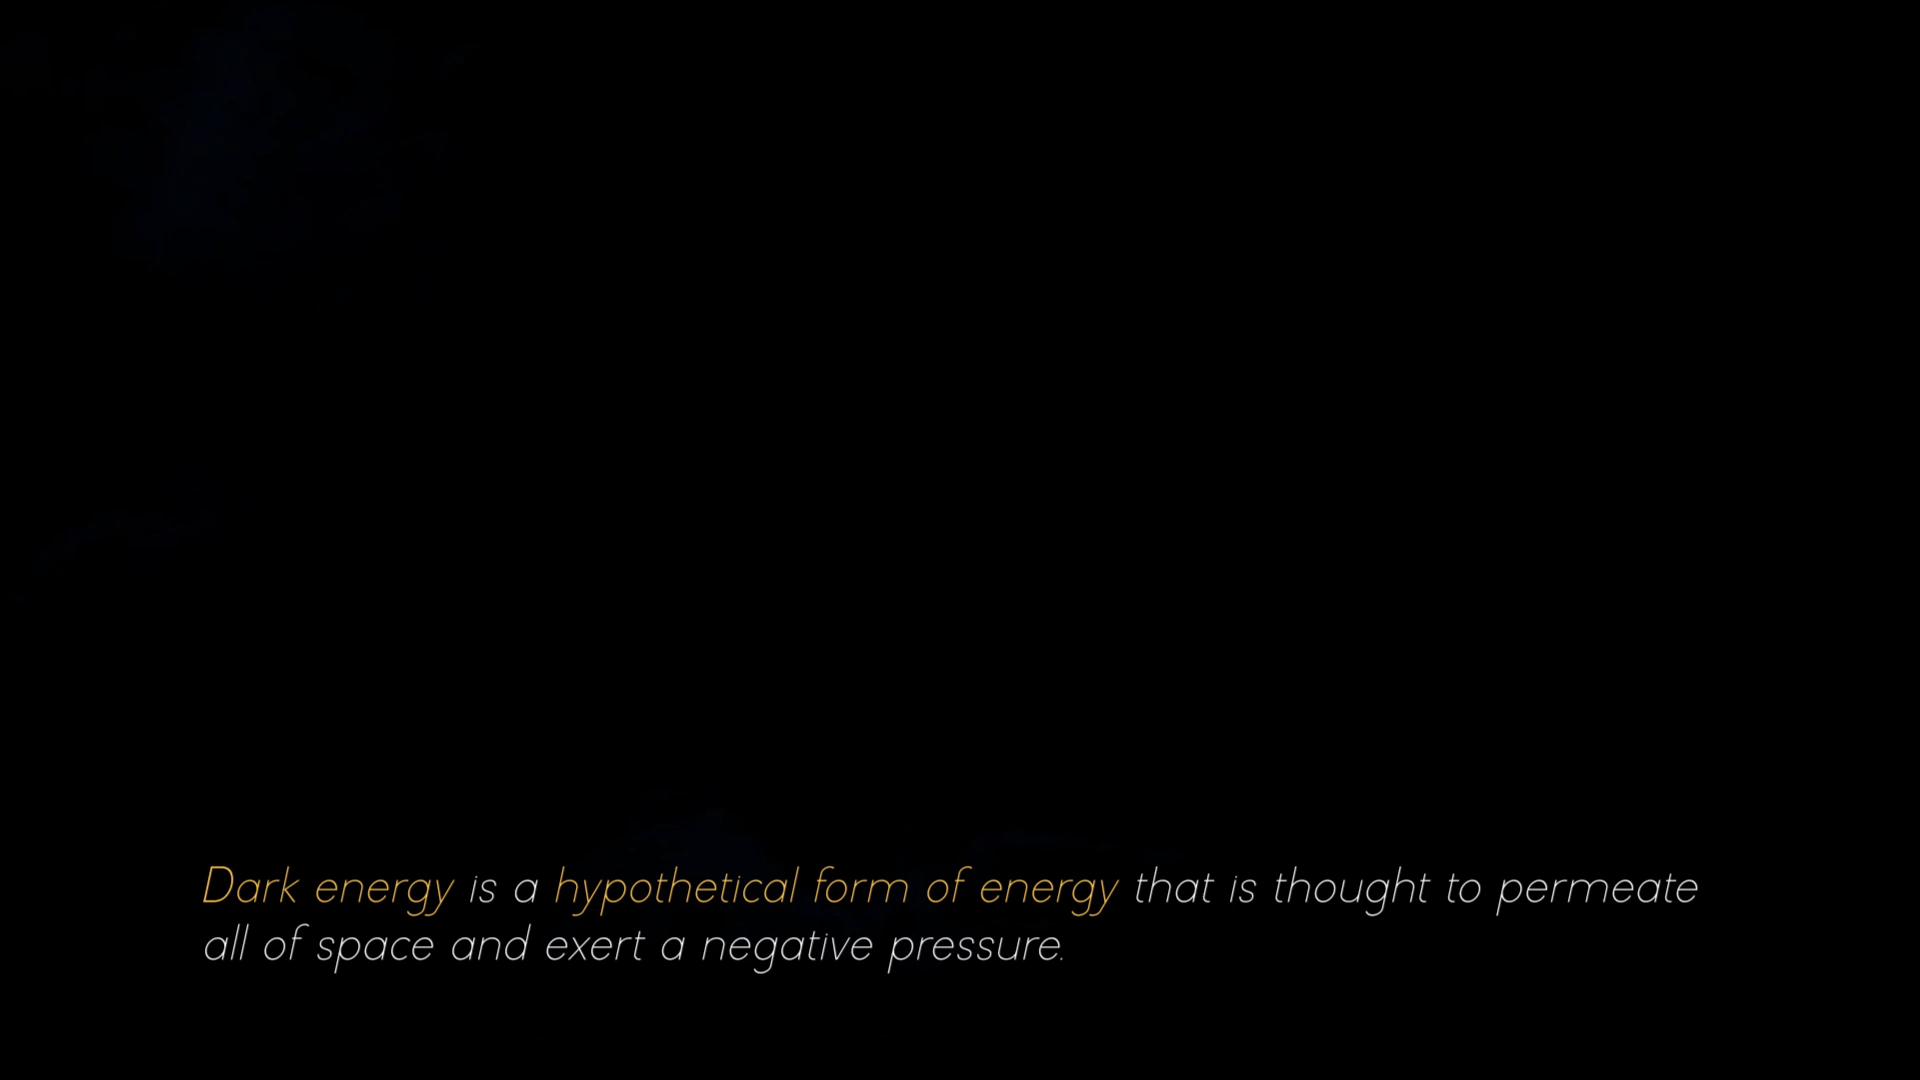 Dark energy is a hypothetical form of energy that is thought to permeate
all of space and exert a negative pressure.